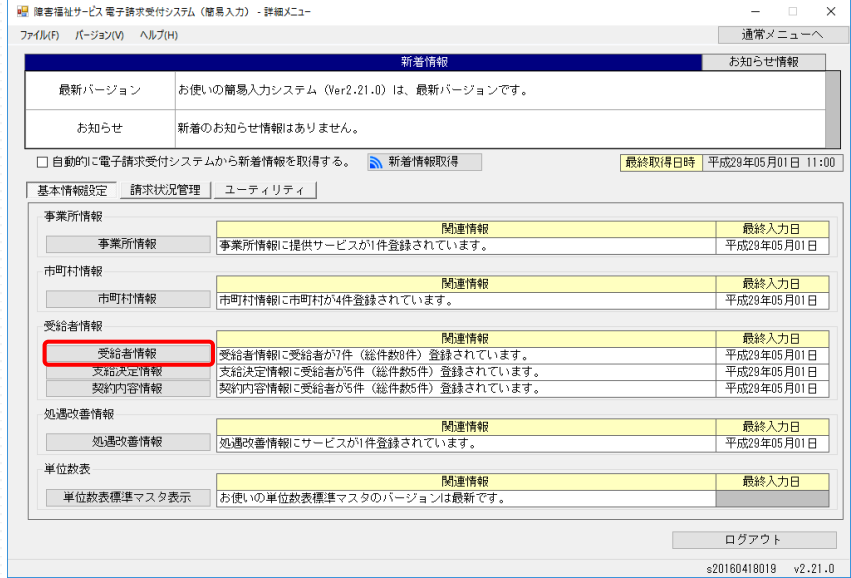 障害福祉サービス 電子請求受付システム（簡易入力） - 詳細メニュー
ファイル(F) バージョン(V) ヘルプ(H) 通常メニューへ
新着情報 お知らせ情報
最新バージョン お使いの簡易入力システム（Ver2.21.0）は、最新バージョンです。
お知らせ 新着のお知らせ情報はありません。
自動的に電子請求受付システムから新着情報を取得する。 新着情報取得 最終取得日時 平成29年05月01日 11:00
基本情報設定 請求状況管理 ユーティリティ
事業所情報
関連情報 最終入力日
事業所情報 事業所情報に提供サービスが1件登録されています。 平成29年05月01日
市町村情報
関連情報 最終入力日
市町村情報 市町村情報に市町村が4件登録されています。 平成29年05月01日
受給者情報
関連情報 最終入力日
受給者情報 受給者情報に受給者が7件（総件数8件）登録されています。 平成29年05月01日
支給決定情報 支給決定情報に受給者が5件（総件数5件）登録されています。 平成29年05月01日
契約内容情報 契約内容情報に受給者が5件（総件数5件）登録されています。 平成29年05月01日
処遇改善情報
関連情報 最終入力日
処遇改善情報 処遇改善情報にサービスが1件登録されています。 平成29年05月01日
単位数表
関連情報 最終入力日
単位数表標準マスタ表示 お使いの単位数表標準マスタのバージョンは最新です。
ログアウト
s20160418019 v2.21.0